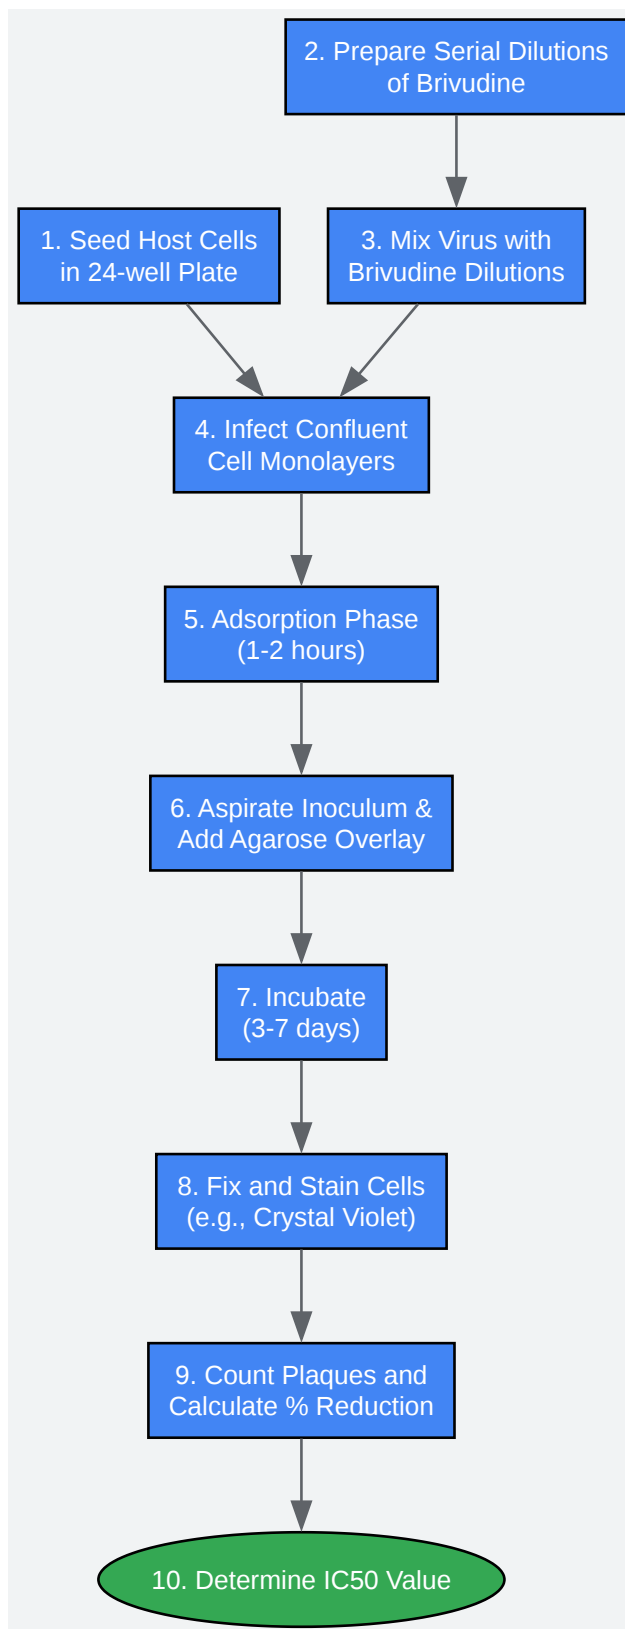 2. Prepare Serial Dilutions
of Brivudine
1. Seed Host Cells
in 24-well Plate
3. Mix Virus with
Brivudine Dilutions
4. Infect Confluent
Cell Monolayers
5. Adsorption Phase
(1-2 hours)
6. Aspirate Inoculum &
Add Agarose Overlay
7. Incubate
(3-7 days)
8. Fix and Stain Cells
(e.g., Crystal Violet)
9. Count Plaques and
Calculate % Reduction
10. Determine IC50 Value